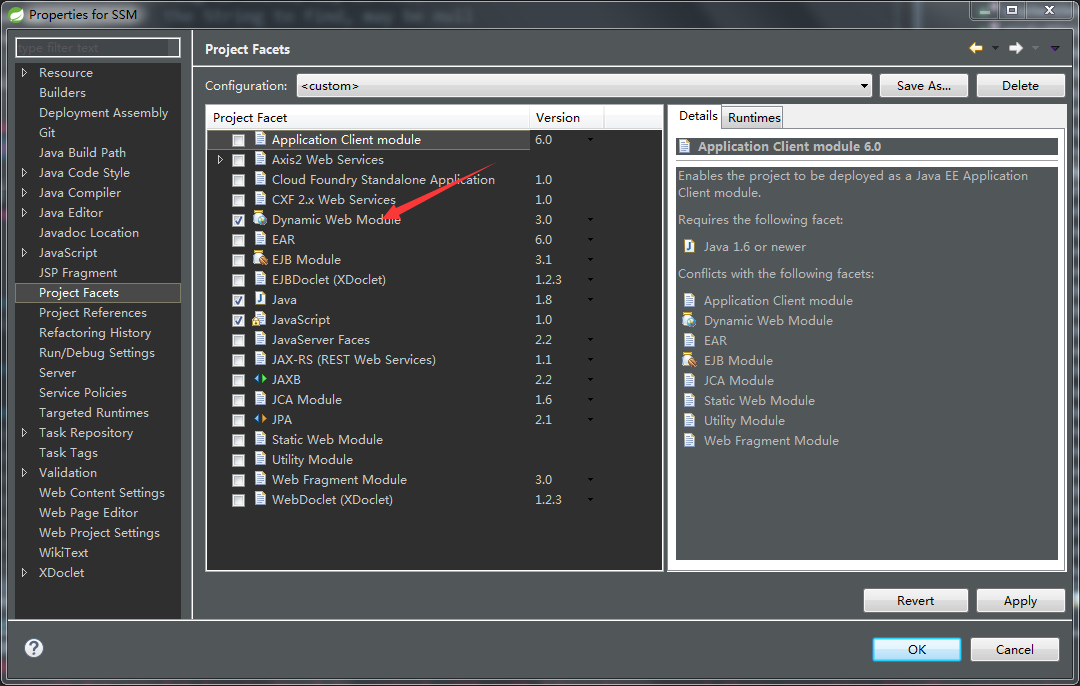 Properties for SSM
the String to find, may be null
type filter text
Resource
Builders
Deployment Assembly
Git
Java Build Path
Java Code Style
Java Compiler
Java Editor
Javadoc Location
JavaScript
JSP Fragment
Project Facets
Project References
Refactoring History
Run/Debug Settings
Server
Service Policies
Targeted Runtimes
Task Repository
Task Tags
Validation
Web Content Settings
Web Page Editor
Web Project Settings
WikiText
XDoclet
Project Facets
Configuration: <custom> Save As... Delete
Project Facet Version
Application Client module 6.0
Axis2 Web Services
Cloud Foundry Standalone Application 1.0
CXF 2.x Web Services 1.0
Dynamic Web Module 3.0
EAR 6.0
EJB Module 3.1
EJBDoclet (XDoclet) 1.2.3
Java 1.8
JavaScript 1.0
JavaServer Faces 2.2
JAX-RS (REST Web Services) 1.1
JAXB 2.2
JCA Module 1.6
JPA 2.1
Static Web Module
Utility Module
Web Fragment Module 3.0
WebDoclet (XDoclet) 1.2.3
Details Runtimes
Application Client module 6.0
Enables the project to be deployed as a Java EE Application
Client module.
Requires the following facet:
Java 1.6 or newer
Conflicts with the following facets:
Application Client module
Dynamic Web Module
EAR
EJB Module
JCA Module
Static Web Module
Utility Module
Web Fragment Module
Revert Apply
OK Cancel